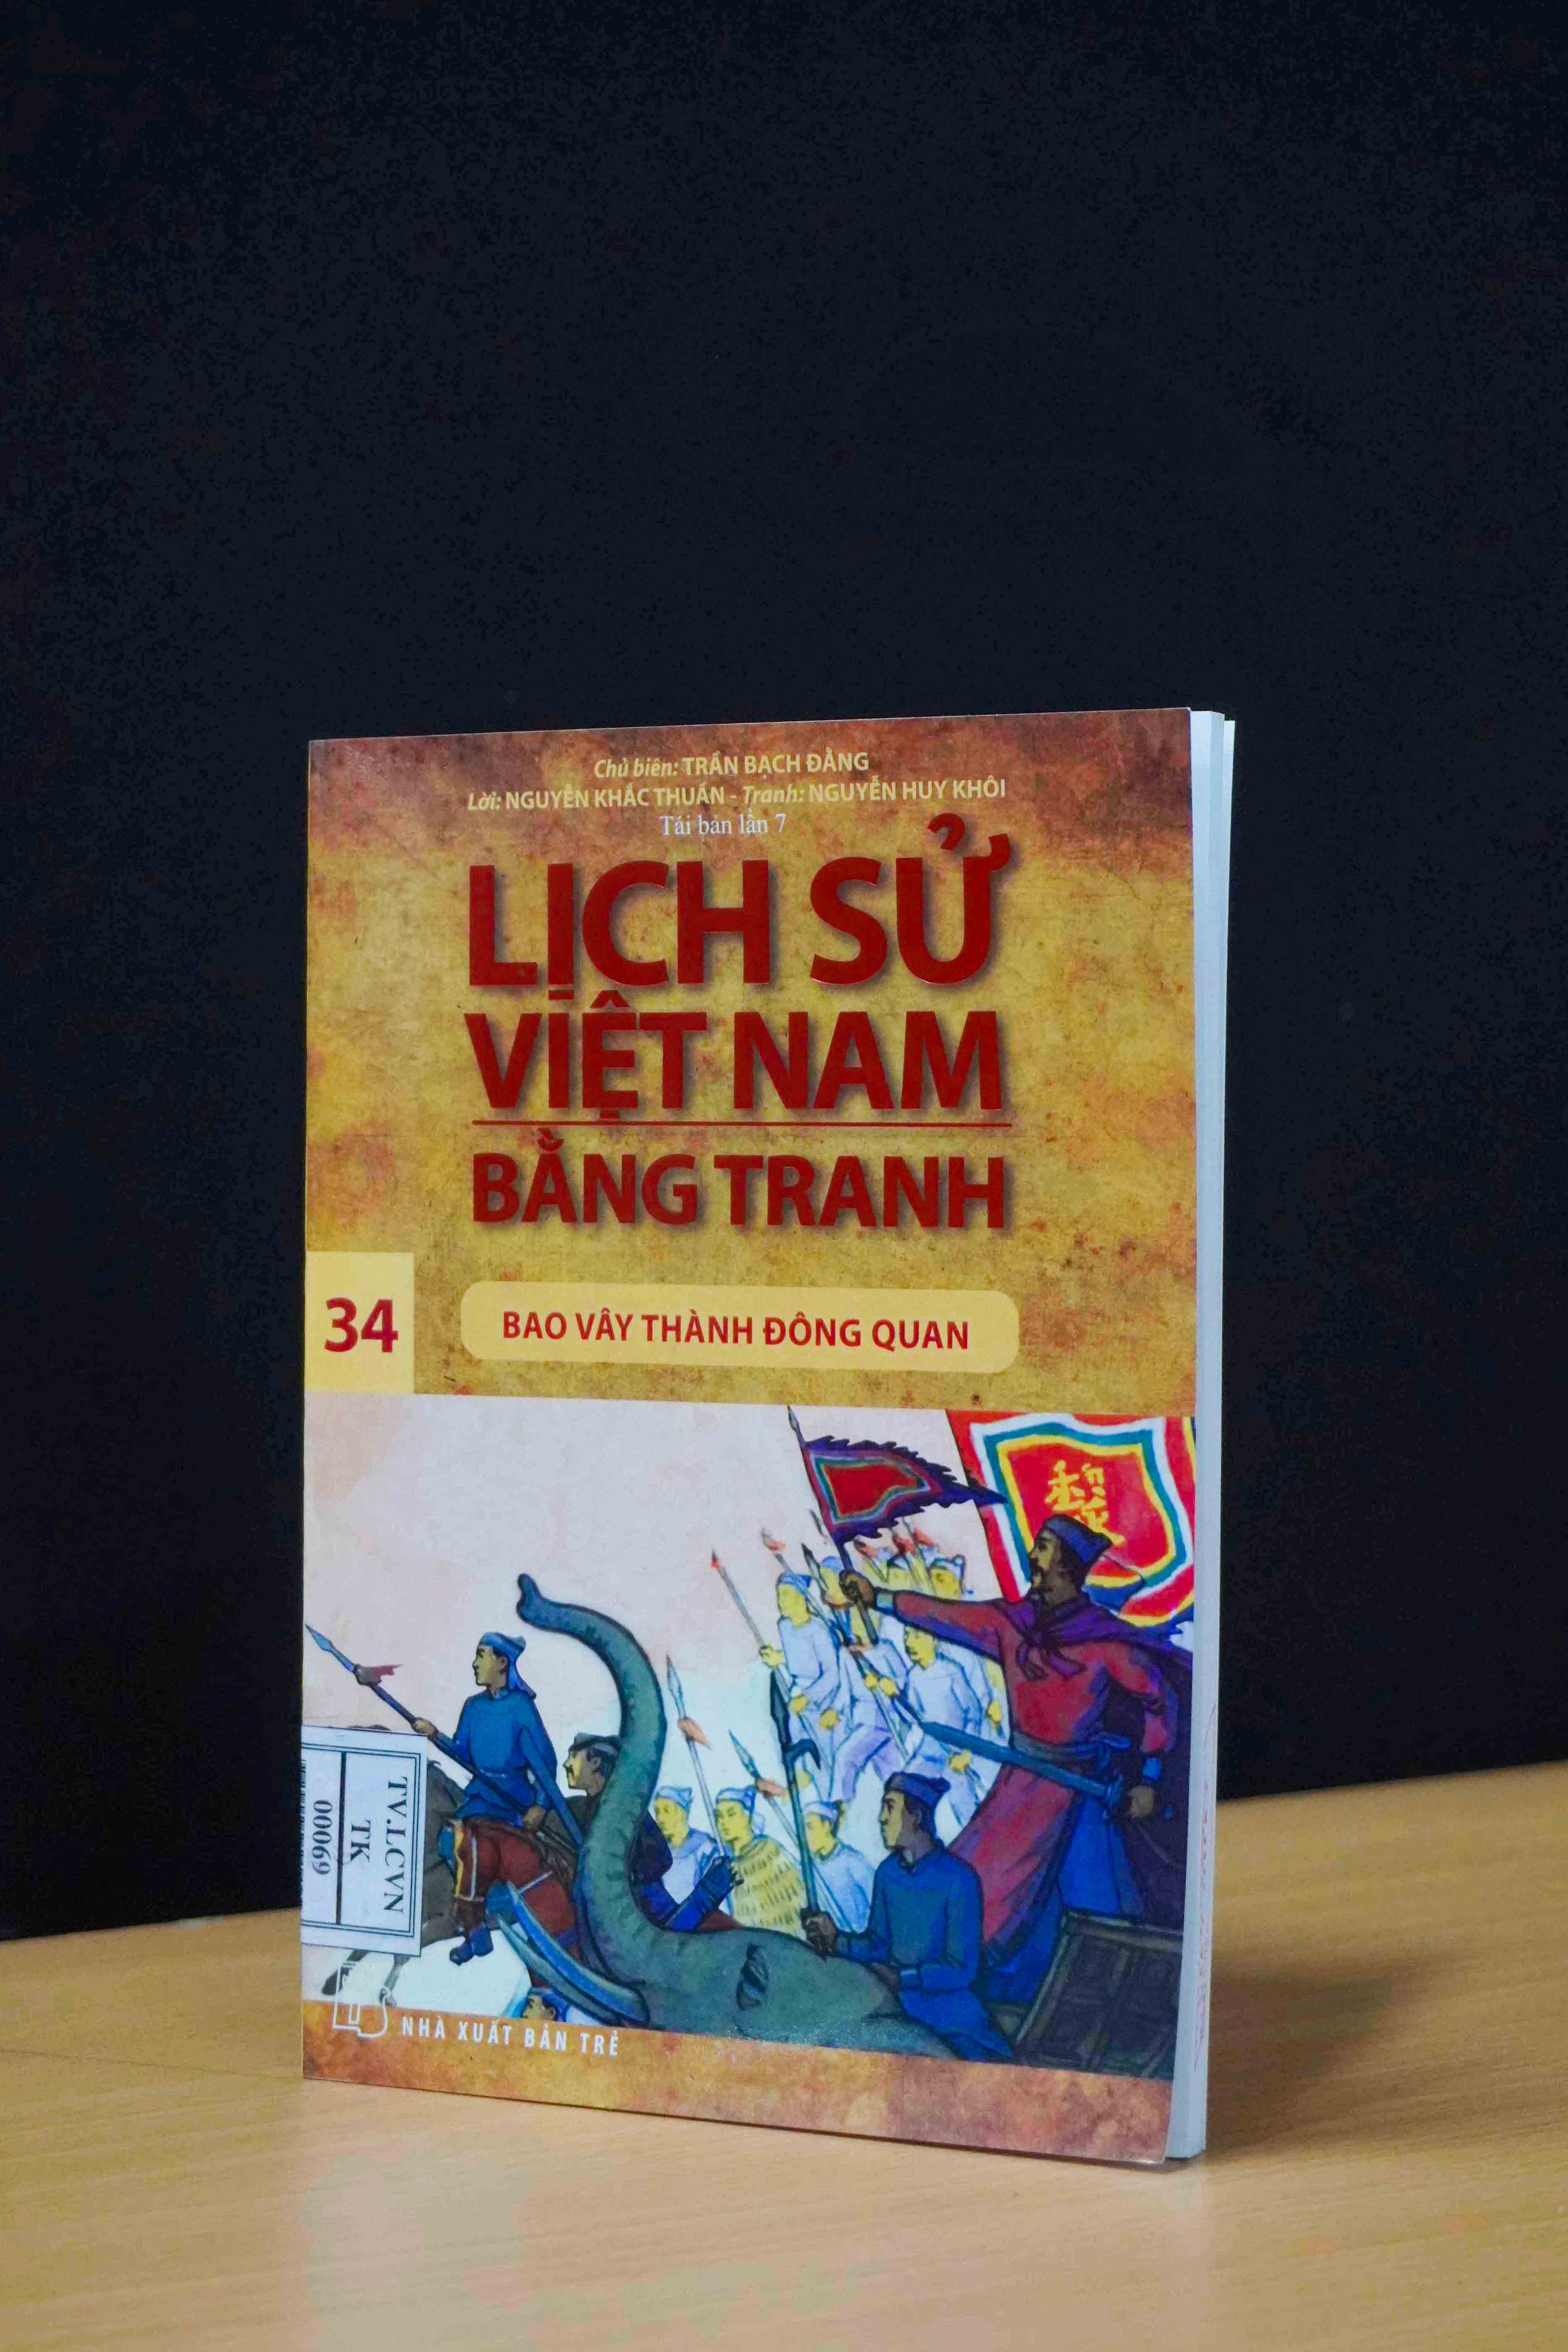 Chủ biên: TRẦN BẠCH ĐẰNG
Lời: NGUYỄN KHẮC THUẦN - Tranh: NGUYỄN HUY KHÔI
Tái bản lần 7
LỊCH SỬ
VIỆT NAM
BẰNG TRANH
34
BAO VÂY THÀNH ĐÔNG QUAN
TV.LCVN
TK
00069
NHÀ XUẤT BẢN TRẺ